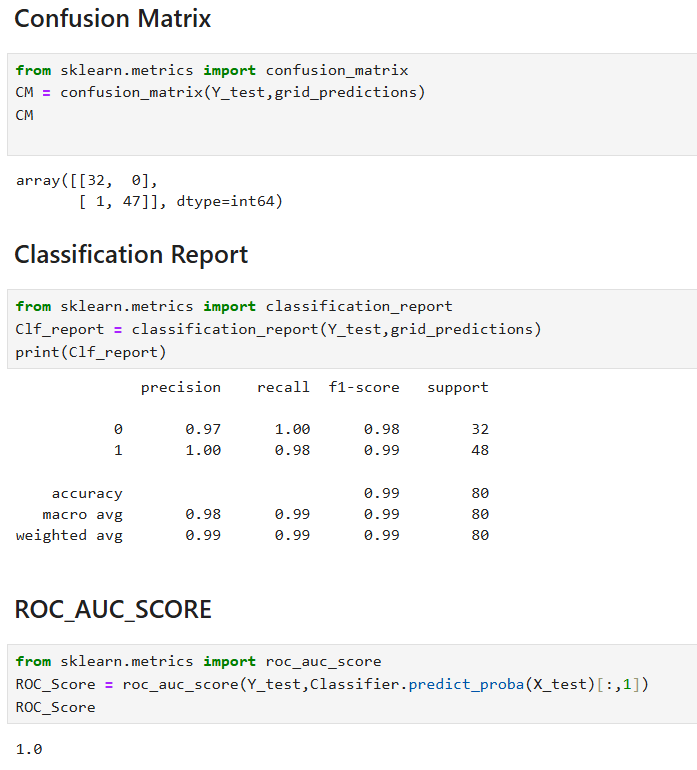 Confusion Matrix
from sklearn.metrics import confusion_matrix
CM = confusion_matrix(Y_test,grid_predictions)
CM
array([[32,  0],
       [ 1, 47]], dtype=int64)
Classification Report
from sklearn.metrics import classification_report
Clf_report = classification_report(Y_test,grid_predictions)
print(Clf_report)
              precision    recall  f1-score   support
           0       0.97      1.00      0.98        32
           1       1.00      0.98      0.99        48
    accuracy                           0.99        80
   macro avg       0.98      0.99      0.99        80
weighted avg       0.99      0.99      0.99        80
ROC_AUC_SCORE
from sklearn.metrics import roc_auc_score
ROC_Score = roc_auc_score(Y_test,Classifier.predict_proba(X_test)[:,1])
ROC_Score
1.0